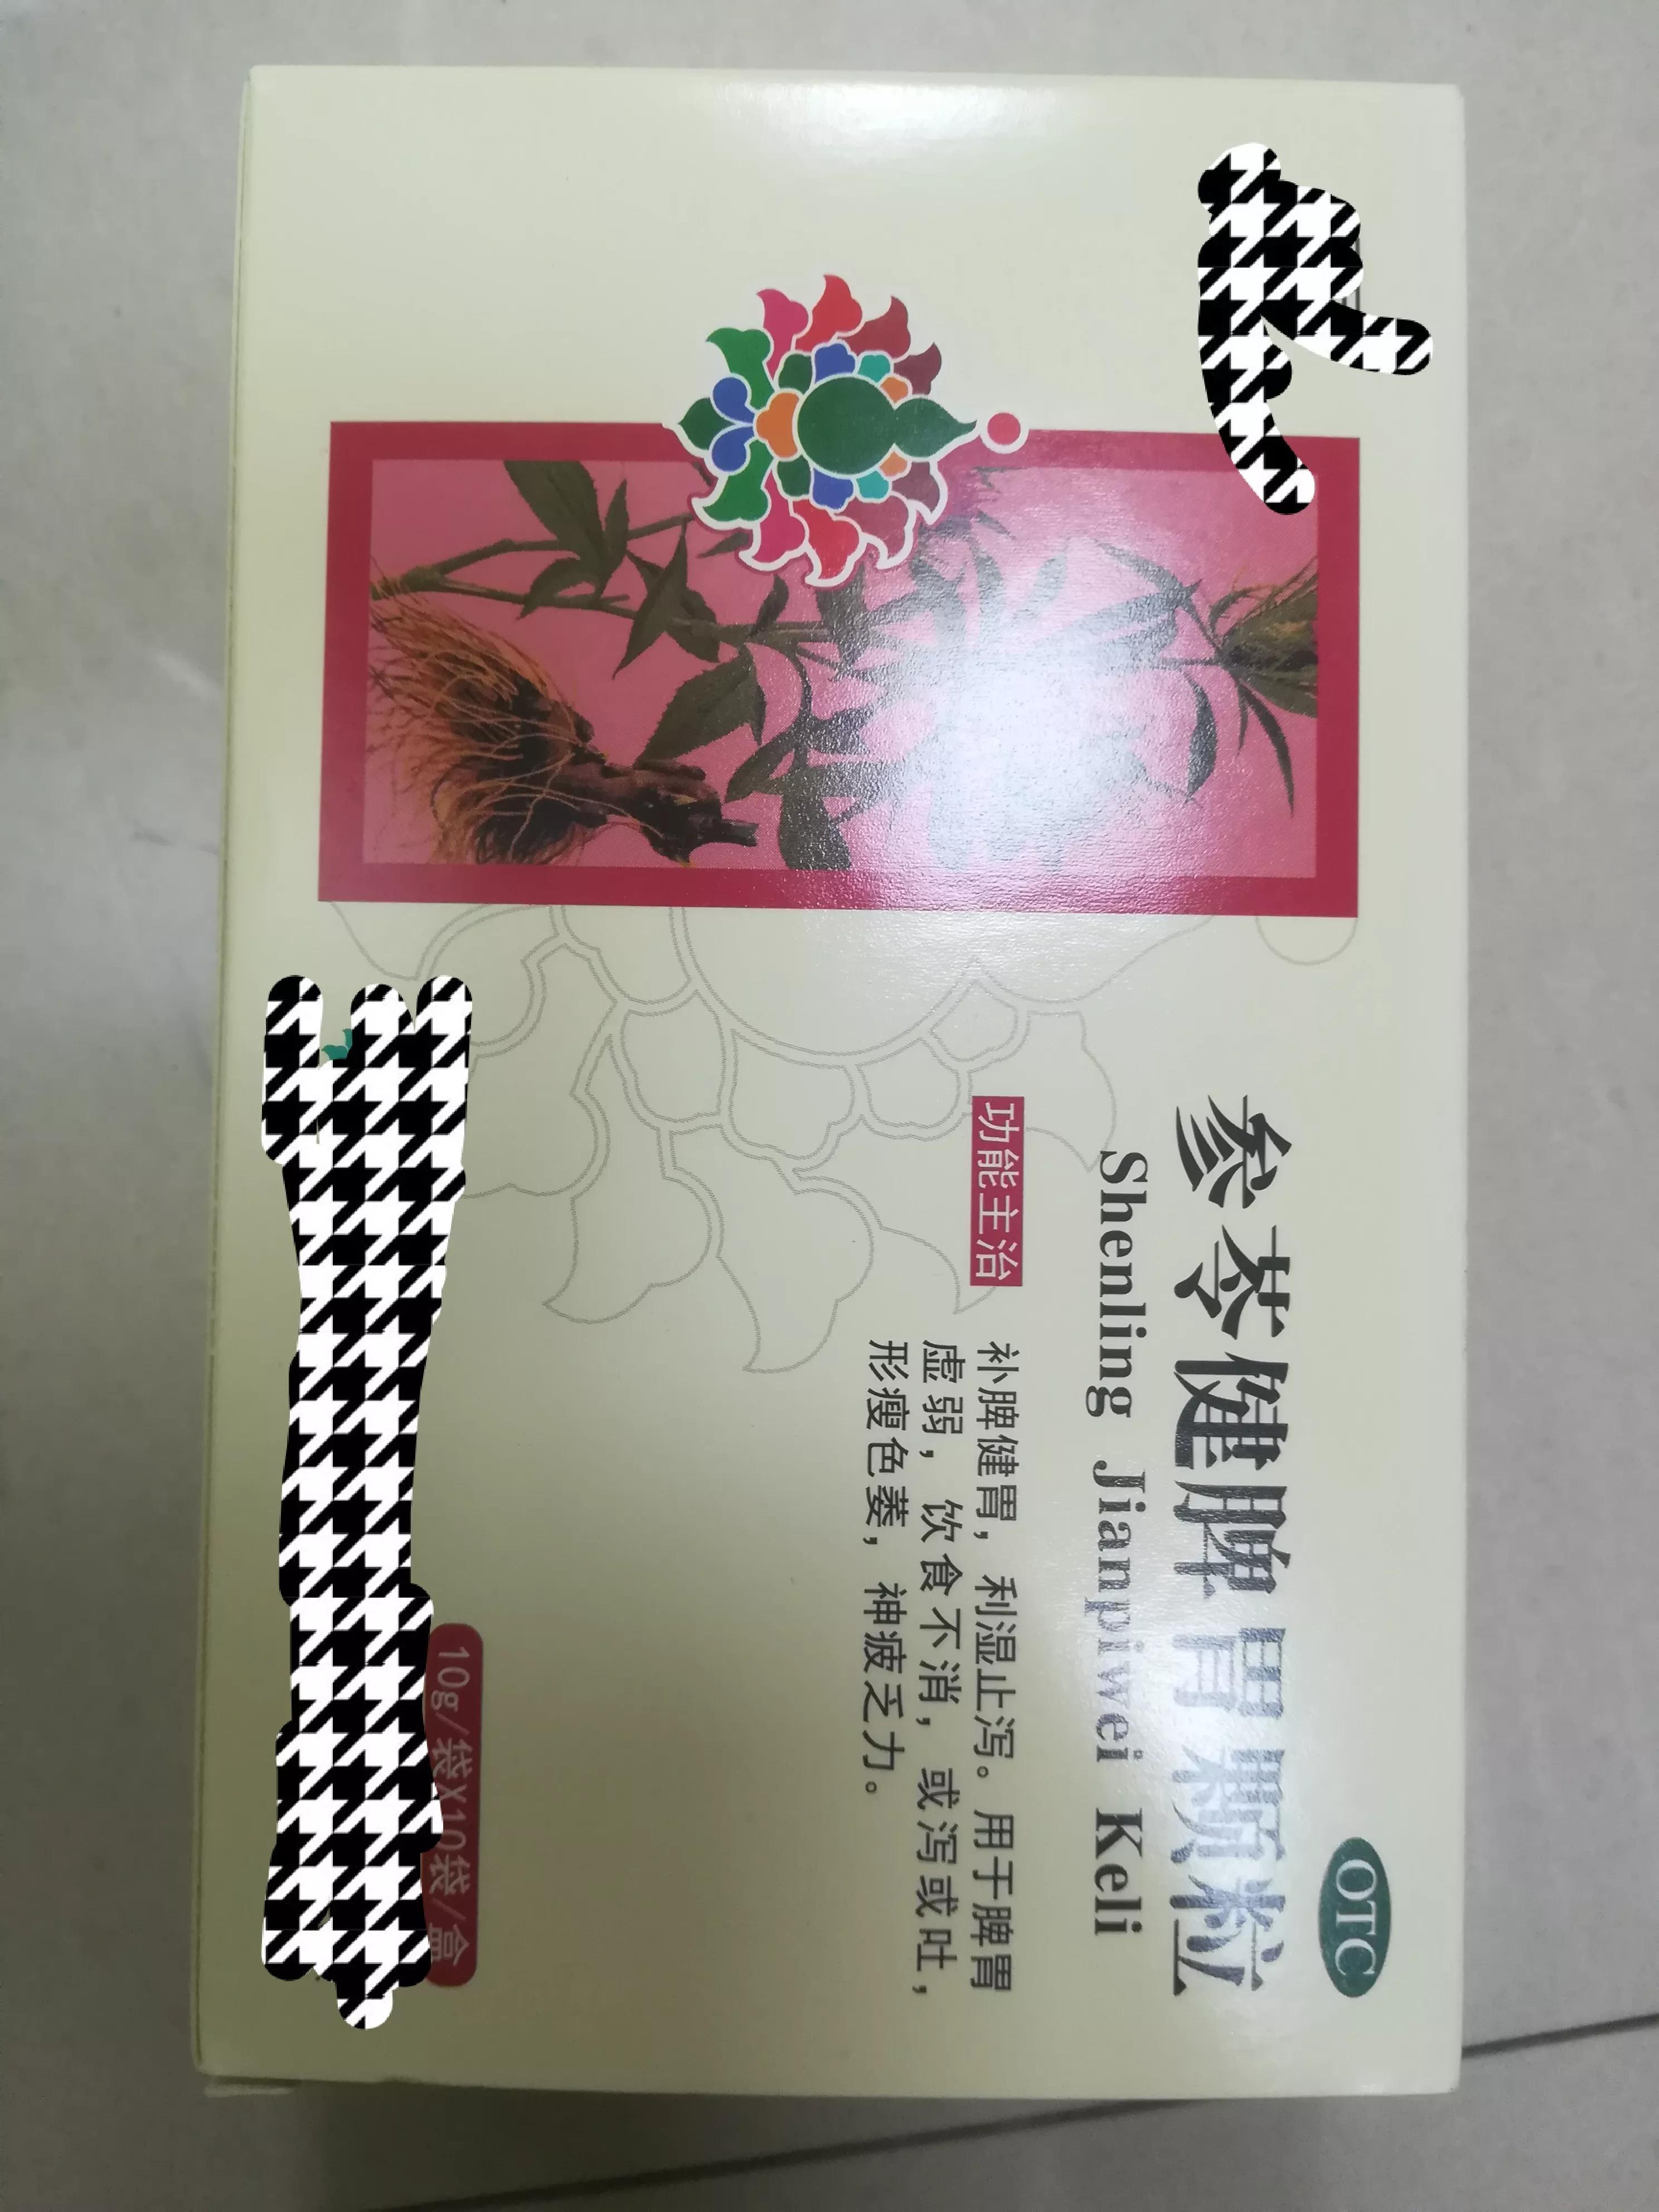 OTC
参苓健脾胃颗粒
Shenling Jianpiwei Keli
功能主治
补脾健胃，利湿止泻。用于脾胃
虚弱，饮食不消，或泻或吐，
形瘦色萎，神疲乏力。
10g/袋X10袋/盒